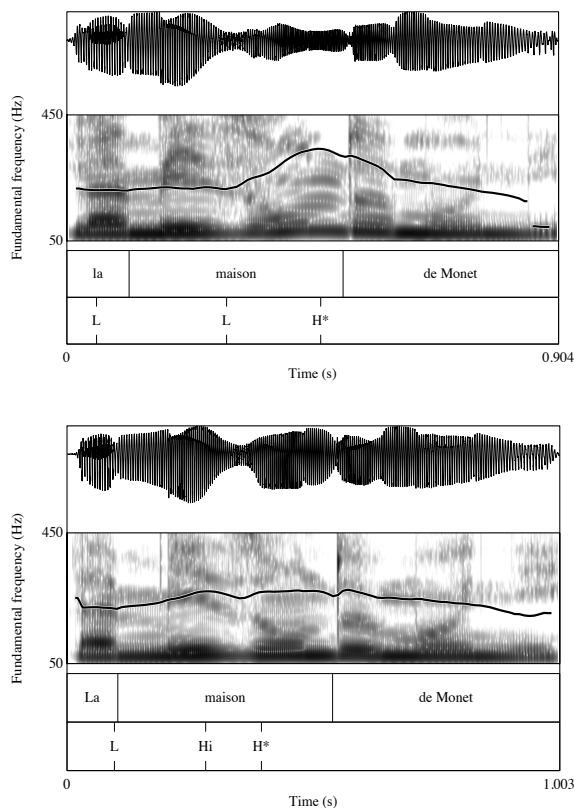 450
Fundamental frequency (Hz)
50
la maison de Monet
L L H*
0 0.904
Time (s)
450
Fundamental frequency (Hz)
50
La maison de Monet
L Hi H*
0 1.003
Time (s)